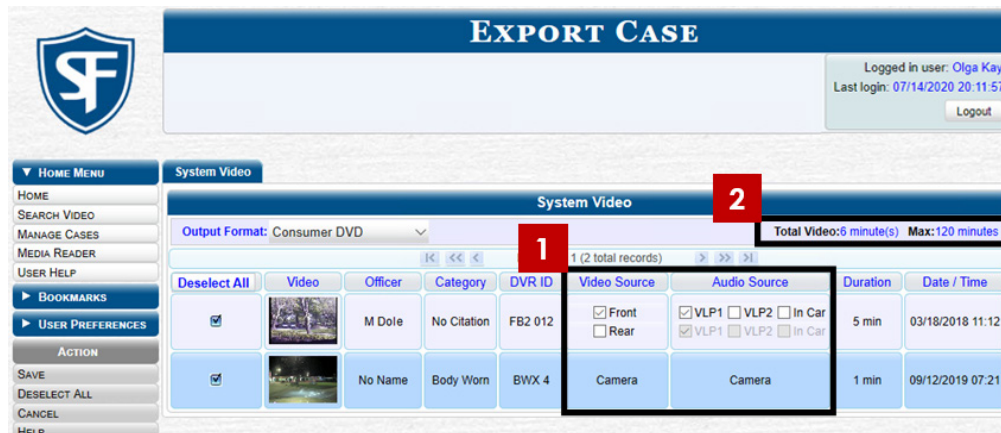 EXPORT CASE
SF
Logged in user: Olga Kay
Last login: 07/14/2020 20:11:57
Logout
▼ HOME MENU
HOME
SEARCH VIDEO
MANAGE CASES
MEDIA READER
USER HELP
► BOOKMARKS
► USER PREFERENCES
ACTION
SAVE
DESELECT ALL
CANCEL
HELP
System Video
System Video
2
Output Format: Consumer DVD
Total Video:6 minute(s) Max:120 minutes
1
1 (2 total records)
Deselect All Video Officer Category DVR ID Video Source Audio Source Duration Date / Time
M Dole No Citation FB2 012 Front VLP1 VLP2 In Car 5 min 03/18/2018 11:12
Rear VLP1 VLP2 In Car
No Name Body Worn BWX 4 Camera Camera 1 min 09/12/2019 07:21